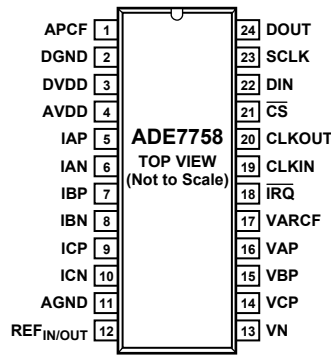 APCF 1 24 DOUT
DGND 2 23 SCLK
DVDD 3 22 DIN
AVDD 4 21 C̅S̅
IAP 5 ADE7758 20 CLKOUT
IAN 6 TOP VIEW 19 CLKIN
IBP 7 (Not to Scale) 18 I̅R̅Q̅
IBN 8 17 VARCF
ICP 9 16 VAP
ICN 10 15 VBP
AGND 11 14 VCP
REFIN/OUT 12 13 VN